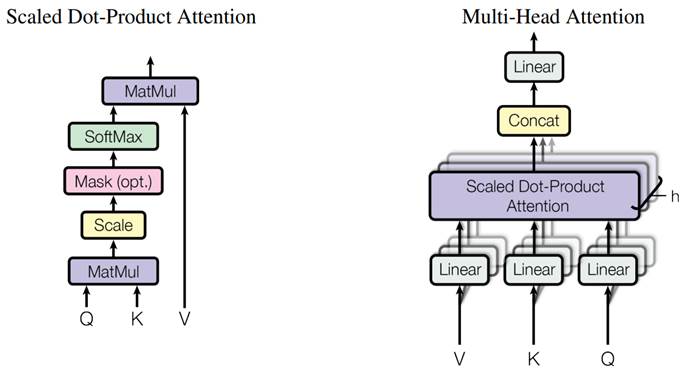 Scaled Dot-Product Attention
MatMul
SoftMax
Mask (opt.)
Scale
MatMul
Q K V
Multi-Head Attention
Linear
Concat
Scaled Dot-Product
Attention
h
Linear Linear Linear
V K Q